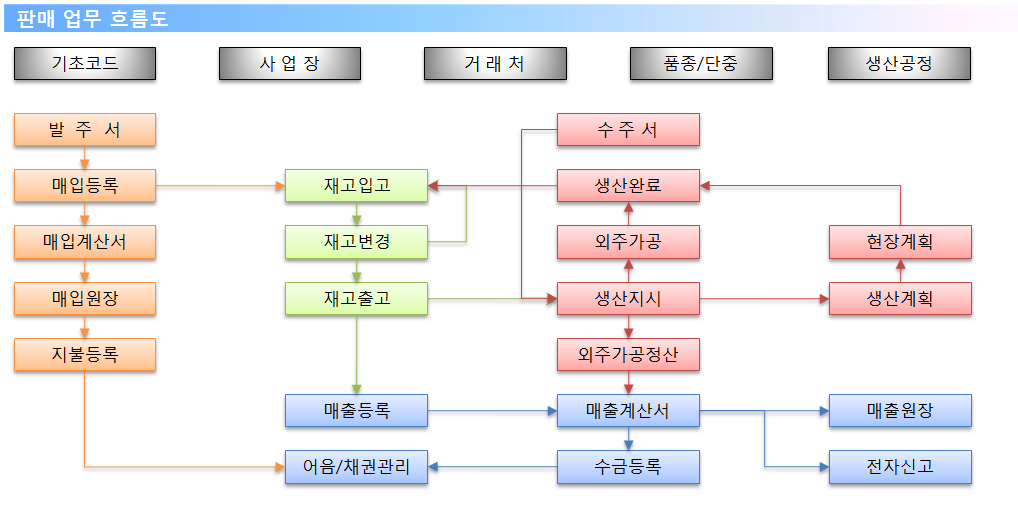 판매 업무 흐름도
기초코드
사 업 장
거 래 처
품종/단중
생산공정
발 주 서
수 주 서
매입등록
재고입고
생산완료
매입계산서
재고변경
외주가공
현장계획
매입원장
재고출고
생산지시
생산계획
지불등록
외주가공정산
매출등록
매출계산서
매출원장
어음/채권관리
수금등록
전자신고